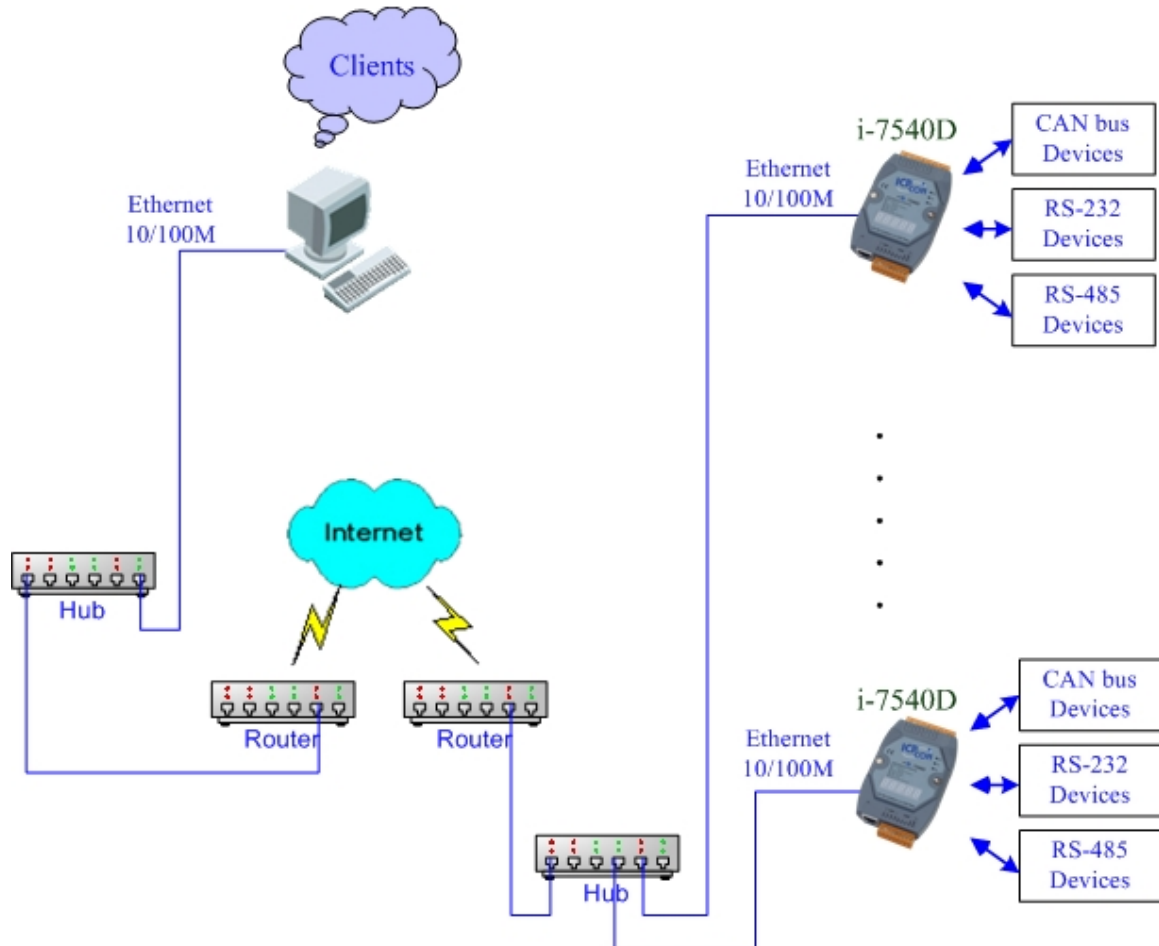 Clients
Ethernet
10/100M
i-7540D
Ethernet
10/100M
CAN bus
Devices
RS-232
Devices
RS-485
Devices
Internet
Hub
Router
Router
i-7540D
Ethernet
10/100M
CAN bus
Devices
RS-232
Devices
RS-485
Devices
Hub